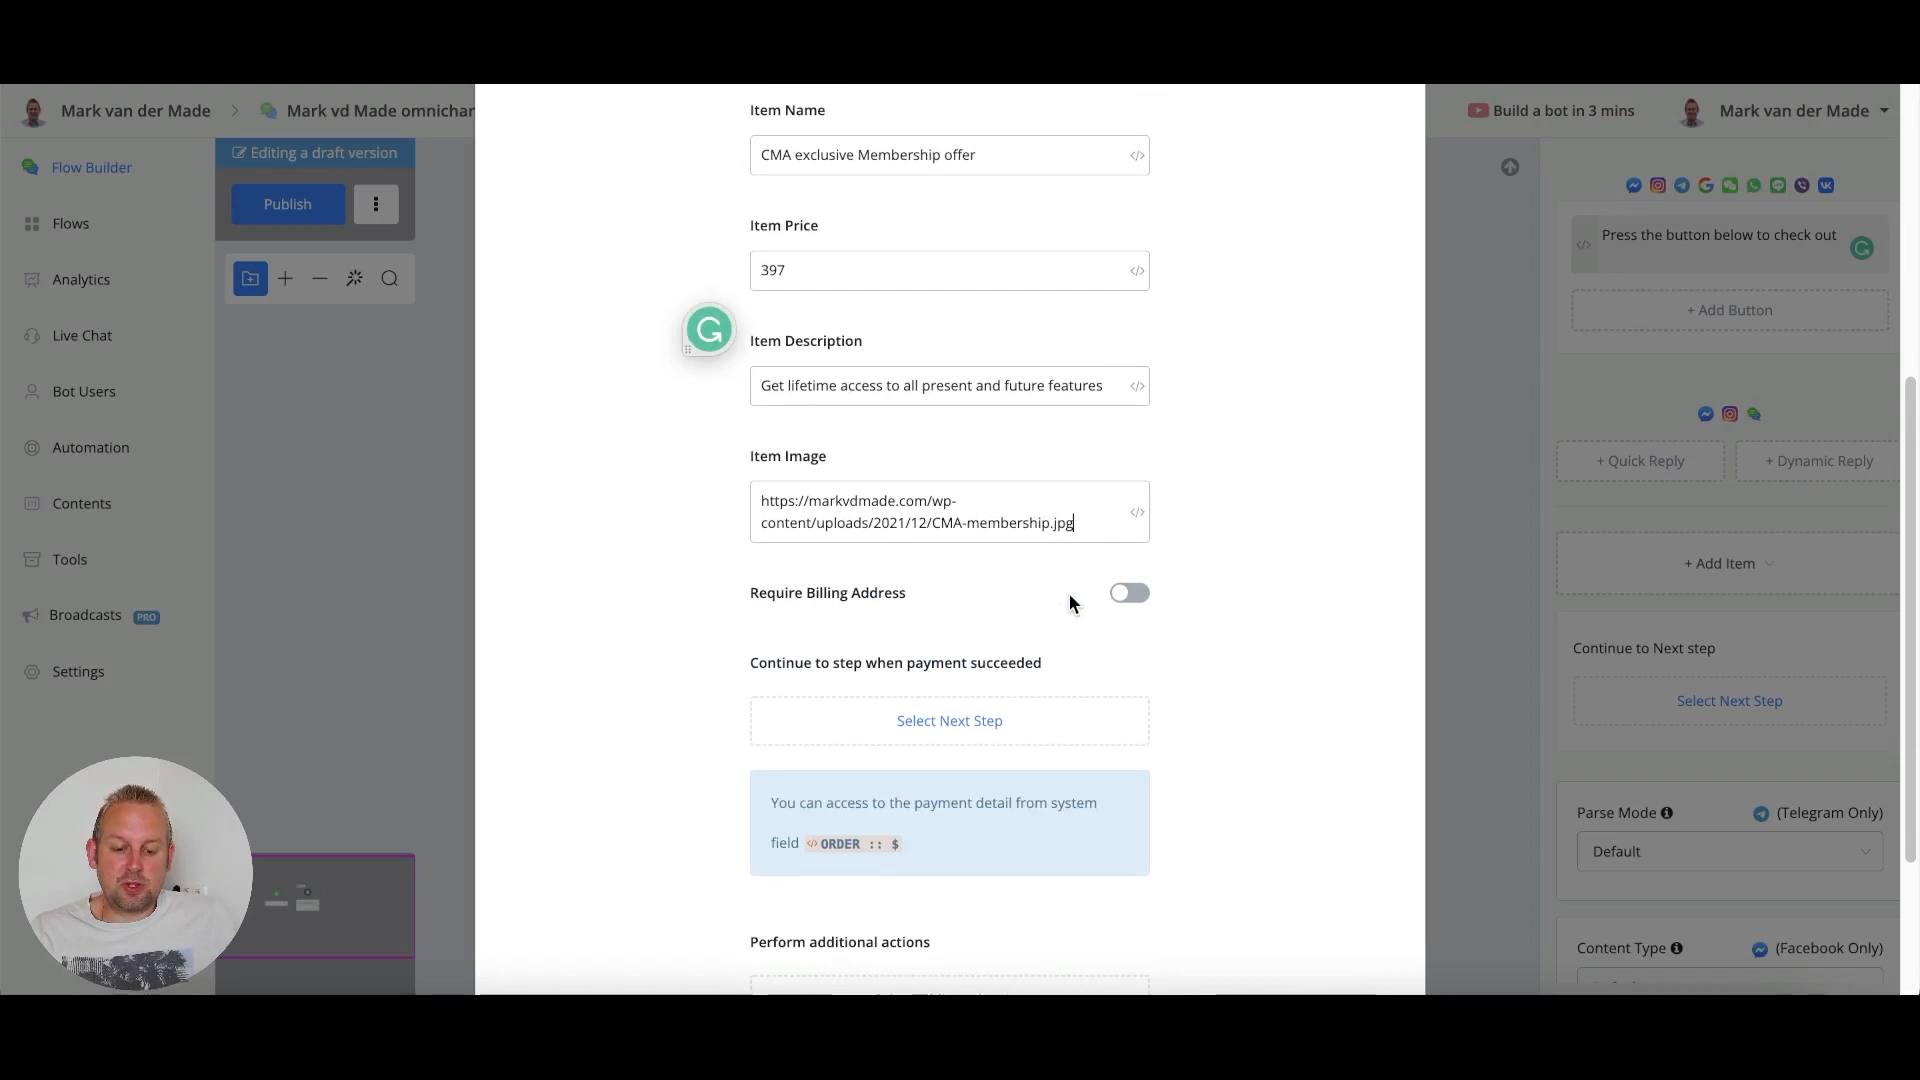 Mark van der Made
Mark vd Made omnichan
Build a bot in 3 mins
Mark van der Made
Flow Builder
Flows
Analytics
Live Chat
Bot Users
Automation
Contents
Tools
Broadcasts PRO
Settings
Editing a draft version
Publish
Item Name
CMA exclusive Membership offer
Item Price
397
Item Description
Get lifetime access to all present and future features
Item Image
https://markvdmade.com/wp-
content/uploads/2021/12/CMA-membership.jpg
Require Billing Address
Continue to step when payment succeeded
Select Next Step
You can access to the payment detail from system
field </> ORDER :: $
Perform additional actions
Press the button below to check out
+ Add Button
+ Quick Reply
+ Dynamic Reply
+ Add Item
Continue to Next step
Select Next Step
Parse Mode
(Telegram Only)
Default
Content Type
(Facebook Only)